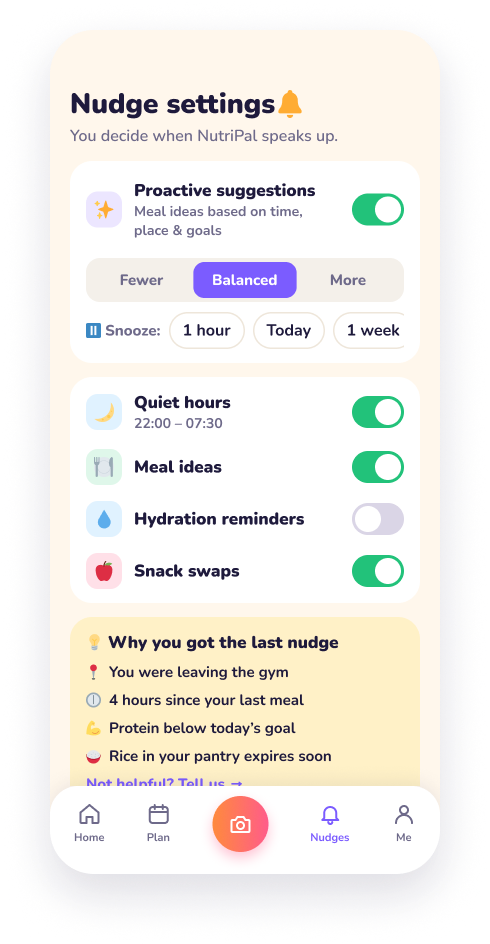 Nudge settings
You decide when NutriPal speaks up.
Proactive suggestions
Meal ideas based on time,
place & goals
Fewer
Balanced
More
Snooze:
1 hour
Today
1 week
Quiet hours
22:00 – 07:30
Meal ideas
Hydration reminders
Snack swaps
Why you got the last nudge
You were leaving the gym
4 hours since your last meal
Protein below today’s goal
Rice in your pantry expires soon
Not helpful? Tell us →
Home
Plan
Nudges
Me